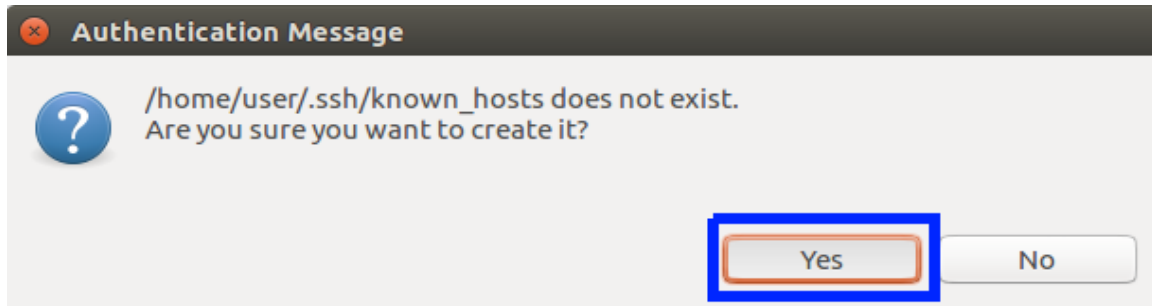 Authentication Message
/home/user/.ssh/known_hosts does not exist.
Are you sure you want to create it?
Yes
No